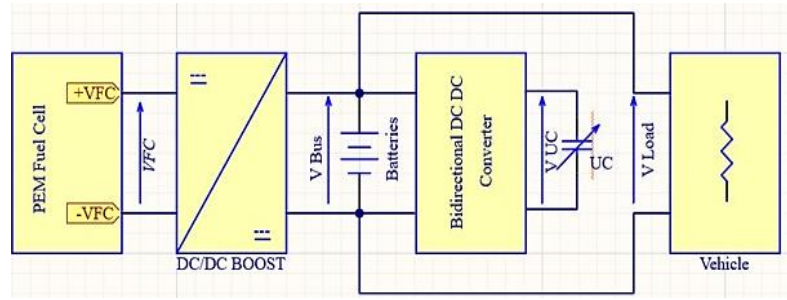 PEM Fuel Cell
+VFC
-VFC
VFC
DC/DC BOOST
V Bus
Batteries
Bidirectional DC DC
Converter
V UC
UC
V Load
Vehicle